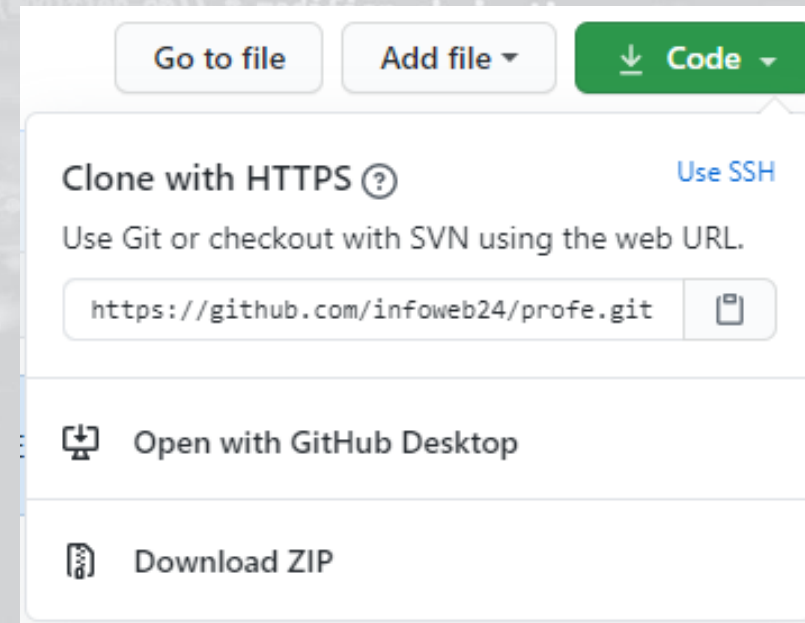 Go to file
Add file
Code
Clone with HTTPS
Use SSH
Use Git or checkout with SVN using the web URL.
https://github.com/infoweb24/profe.git
Open with GitHub Desktop
Download ZIP